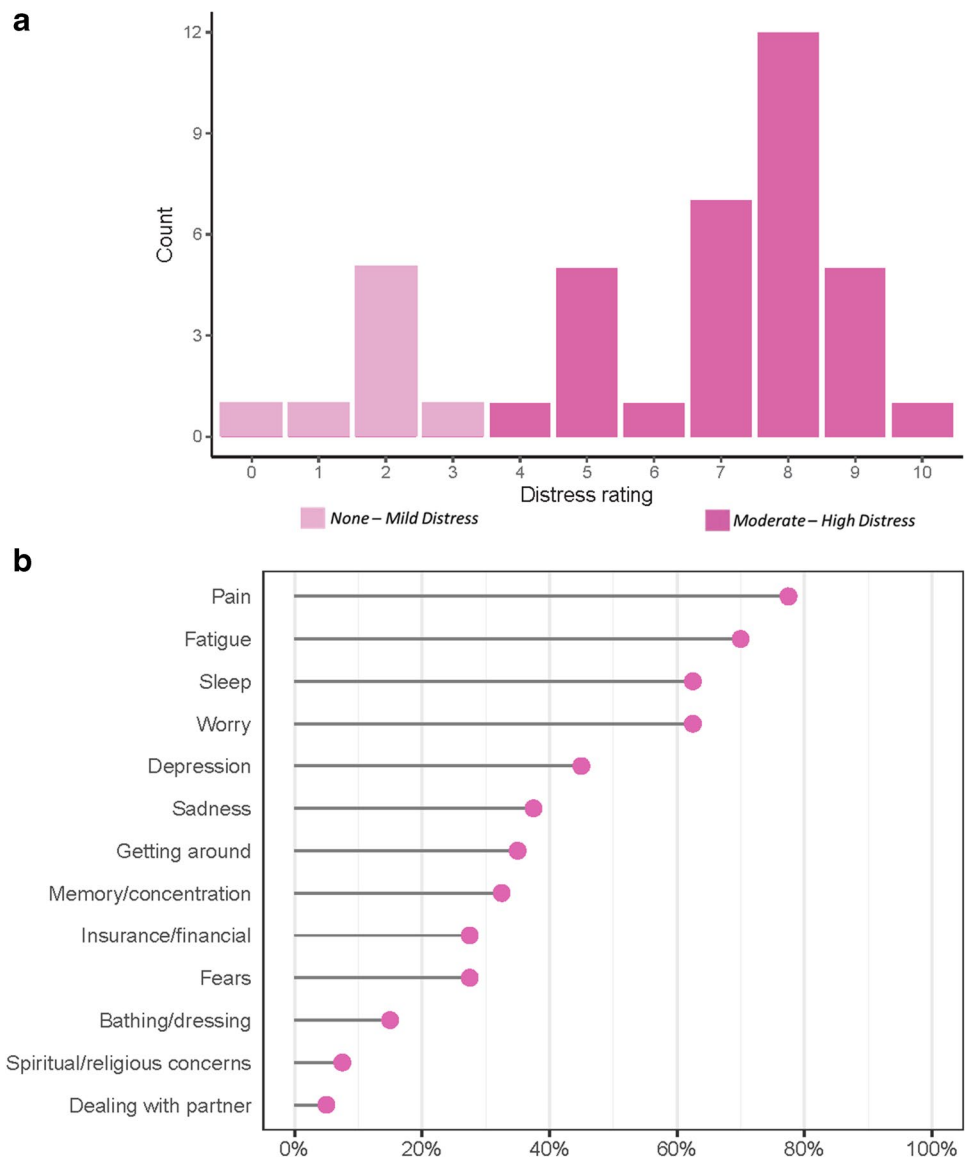 a
12
9
6
3
0
Count
0 1 2 3 4 5 6 7 8 9 10
Distress rating
None – Mild Distress
Moderate – High Distress
b
Pain
Fatigue
Sleep
Worry
Depression
Sadness
Getting around
Memory/concentration
Insurance/financial
Fears
Bathing/dressing
Spiritual/religious concerns
Dealing with partner
0% 20% 40% 60% 80% 100%